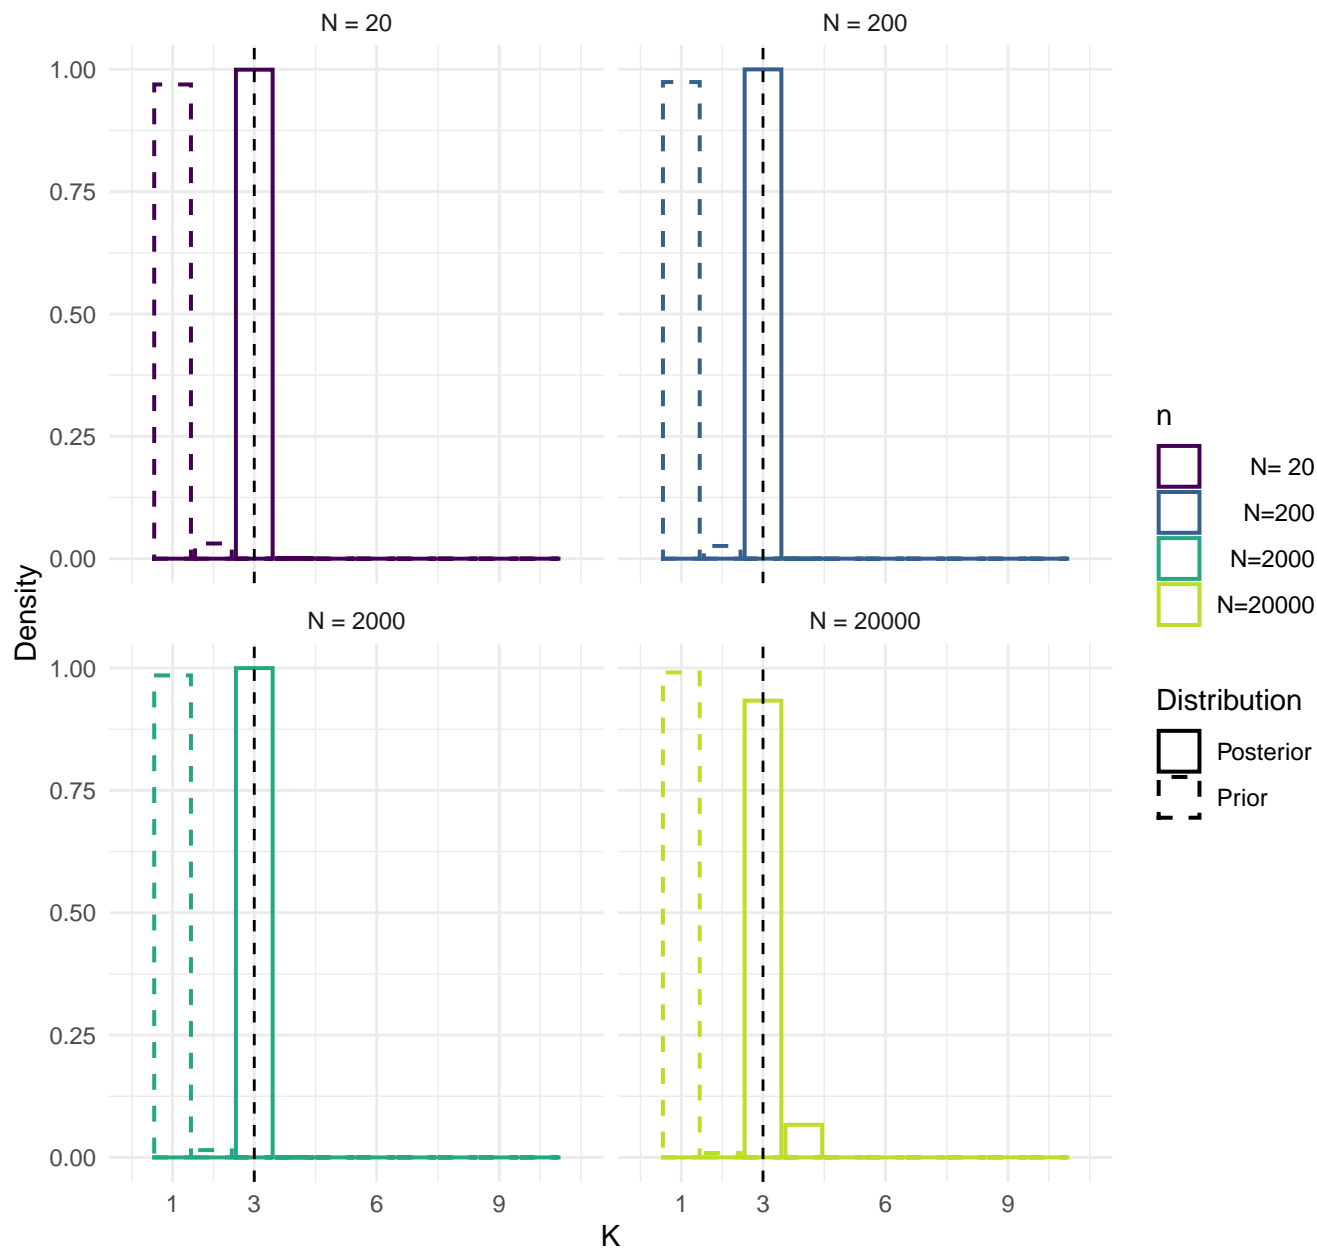 N = 20
N = 200
1.00
0.75
0.50
0.25
0.00
N = 2000
N = 20000
1.00
0.75
0.50
0.25
0.00
1 3 6 9
1 3 6 9
K
Density
n
N= 20
N=200
N=2000
N=20000
Distribution
Posterior
Prior